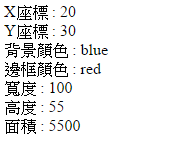 X座標 : 20
Y座標 : 30
背景顏色 : blue
邊框顏色 : red
寬度 : 100
高度 : 55
面積 : 5500